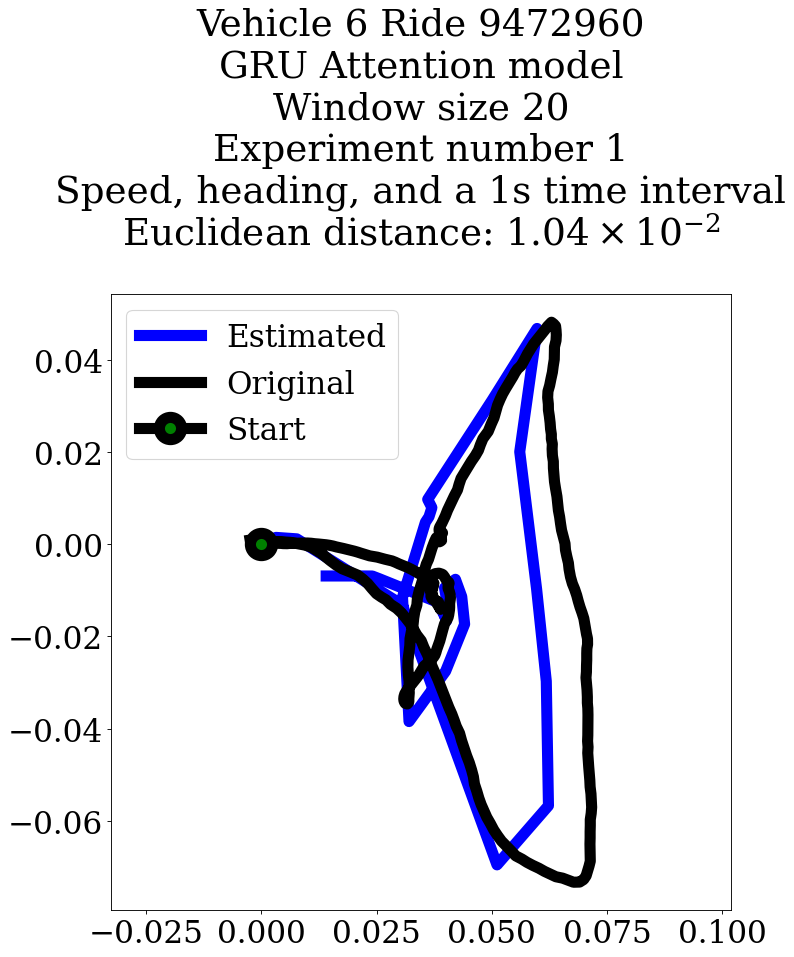 Vehicle 6 Ride 9472960
GRU Attention model
Window size 20
Experiment number 1
Speed, heading, and a 1s time interval
Euclidean distance: 1.04 × 10⁻²
Estimated
Original
Start
0.04
0.02
0.00
−0.02
−0.04
−0.06
−0.025 0.000 0.025 0.050 0.075 0.100